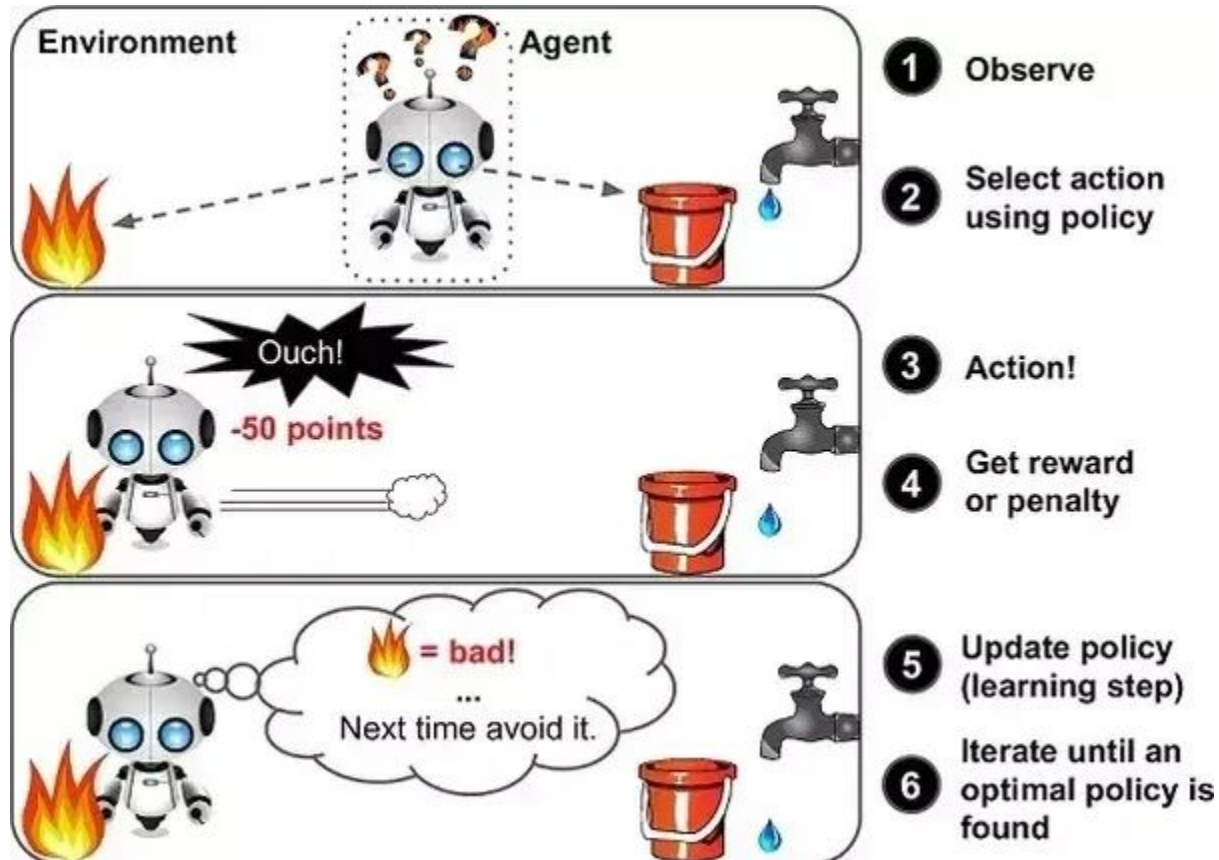 Environment
Agent
? ? ?
1 Observe
2 Select action
using policy
Ouch!
-50 points
3 Action!
4 Get reward
or penalty
= bad!
...
Next time avoid it.
5 Update policy
(learning step)
6 Iterate until an
optimal policy is
found